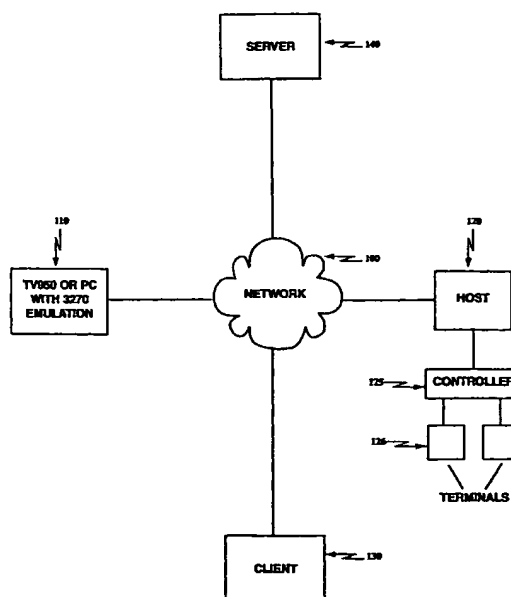 SERVER
140
110
120
100
TV950 OR PC
WITH 3270
EMULATION
NETWORK
HOST
125
CONTROLLER
126
TERMINALS
CLIENT
130